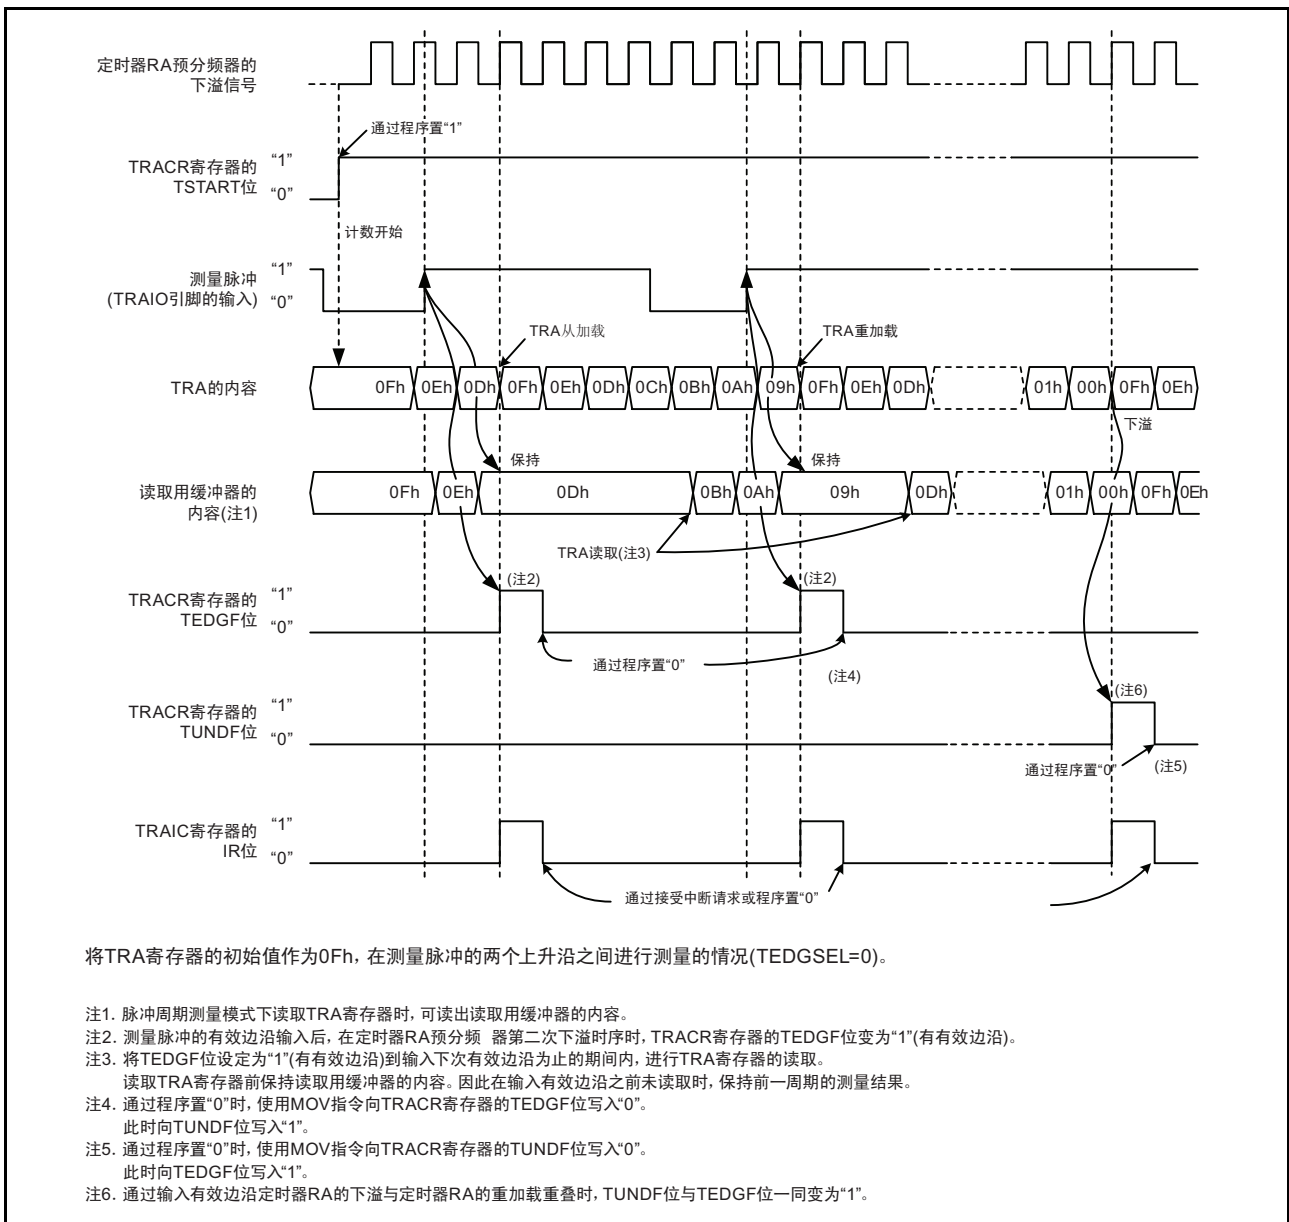 定时器RA预分频器的
下溢信号
通过程序置“1”
TRACR寄存器的
TSTART位
“1”
“0”
计数开始
测量脉冲
(TRAIO引脚的输入)
“1”
“0”
TRA从加载
TRA重加载
TRA的内容
0Fh 0Eh 0Dh 0Fh 0Eh 0Dh 0Ch 0Bh 0Ah 09h 0Fh 0Eh 0Dh 01h 00h 0Fh 0Eh
下溢
保持
保持
读取用缓冲器的
内容(注1)
0Fh 0Eh 0Dh 0Bh 0Ah 09h 0Dh 01h 00h 0Fh 0Eh
TRA读取(注3)
(注2)
(注2)
TRACR寄存器的
TEDGF位
“1”
“0”
通过程序置“0”
(注4)
TRACR寄存器的
TUNDF位
“1”
“0”
(注6)
通过程序置“0”
(注5)
TRAIC寄存器的
IR位
“1”
“0”
通过接受中断请求或程序置“0”
将TRA寄存器的初始值作为0Fh，在测量脉冲的两个上升沿之间进行测量的情况(TEDGSEL=0)。
注1. 脉冲周期测量模式下读取TRA寄存器时，可读出读取用缓冲器的内容。
注2. 测量脉冲的有效边沿输入后，在定时器RA预分频 器第二次下溢时序时，TRACR寄存器的TEDGF位变为“1”(有有效边沿)。
注3. 将TEDGF位设定为“1”(有有效边沿)到输入下次有效边沿为止的期间内，进行TRA寄存器的读取。
读取TRA寄存器前保持读取用缓冲器的内容。因此在输入有效边沿之前未读取时，保持前一周期的测量结果。
注4. 通过程序置“0”时，使用MOV指令向TRACR寄存器的TEDGF位写入“0”。
此时向TUNDF位写入“1”。
注5. 通过程序置“0”时，使用MOV指令向TRACR寄存器的TUNDF位写入“0”。
此时向TEDGF位写入“1”。
注6. 通过输入有效边沿定时器RA的下溢与定时器RA的重加载重叠时，TUNDF位与TEDGF位一同变为“1”。